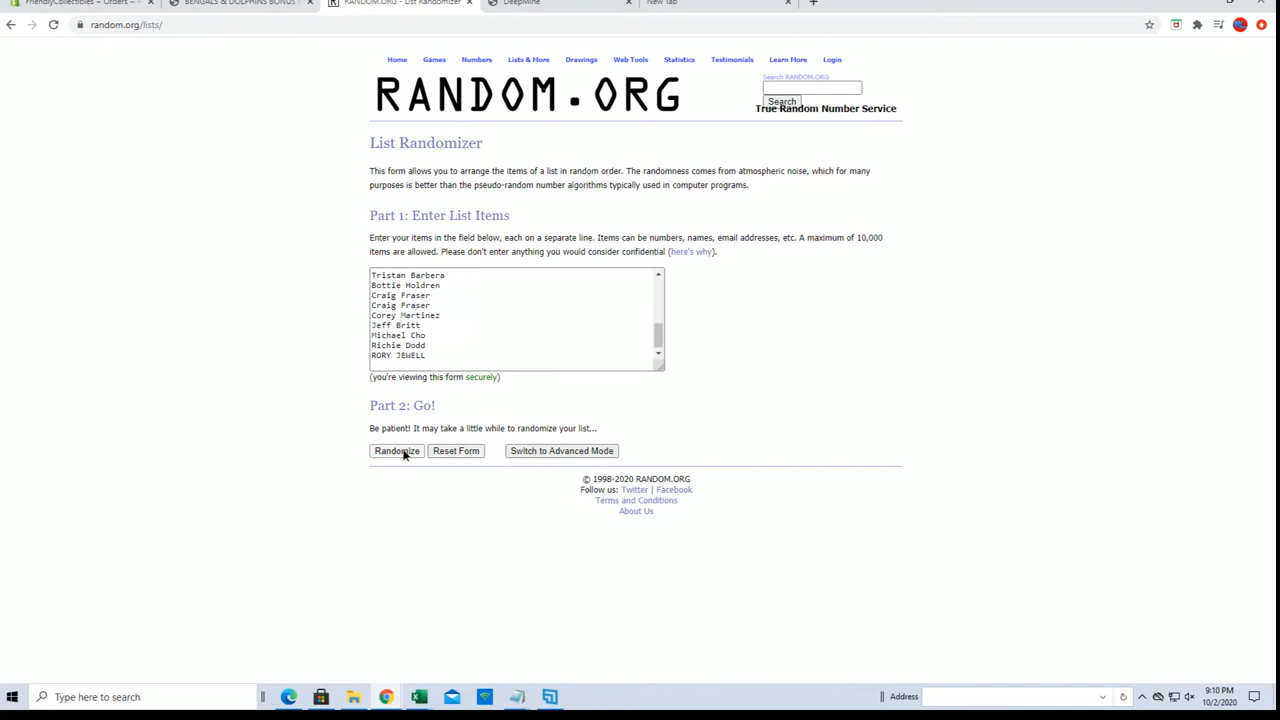 FriendlyCollectibles – Orders –
BENGALS & DOLPHINS BONUS
RANDOM.ORG - List Randomizer
DeepMine
New Tab
random.org/lists/
Home Games Numbers Lists & More Drawings Web Tools Statistics Testimonials Learn More Login
RANDOM.ORG
Search RANDOM.ORG
Search
True Random Number Service
List Randomizer
This form allows you to arrange the items of a list in random order. The randomness comes from atmospheric noise, which for many
purposes is better than the pseudo-random number algorithms typically used in computer programs.
Part 1: Enter List Items
Enter your items in the field below, each on a separate line. Items can be numbers, names, email addresses, etc. A maximum of 10,000
items are allowed. Please don't enter anything you would consider confidential (here's why).
Tristan Barbera
Bottie Holdren
Craig Fraser
Craig Fraser
Corey Martinez
Jeff Britt
Michael Cho
Richie Dodd
RORY JEWELL
(you're viewing this form securely)
Part 2: Go!
Be patient! It may take a little while to randomize your list...
Randomize Reset Form Switch to Advanced Mode
© 1998-2020 RANDOM.ORG
Follow us: Twitter | Facebook
Terms and Conditions
About Us
Type here to search
Address
9:10 PM
10/2/2020